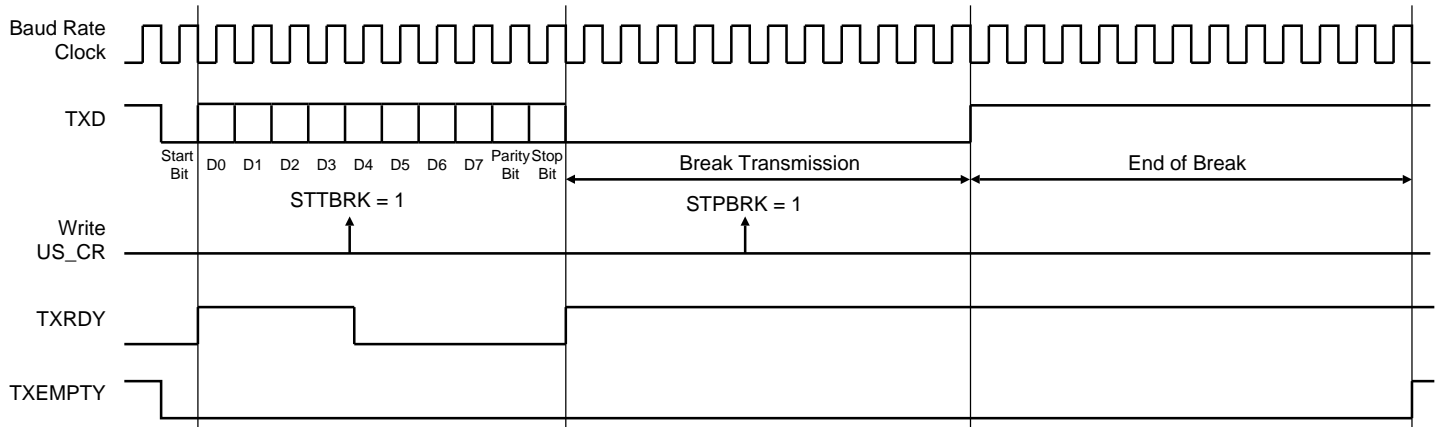 Baud Rate
Clock
TXD
Start
Bit
D0 D1 D2 D3 D4 D5 D6 D7
Parity
Bit
Stop
Bit
Break Transmission
End of Break
STTBRK = 1
STPBRK = 1
Write
US_CR
TXRDY
TXEMPTY